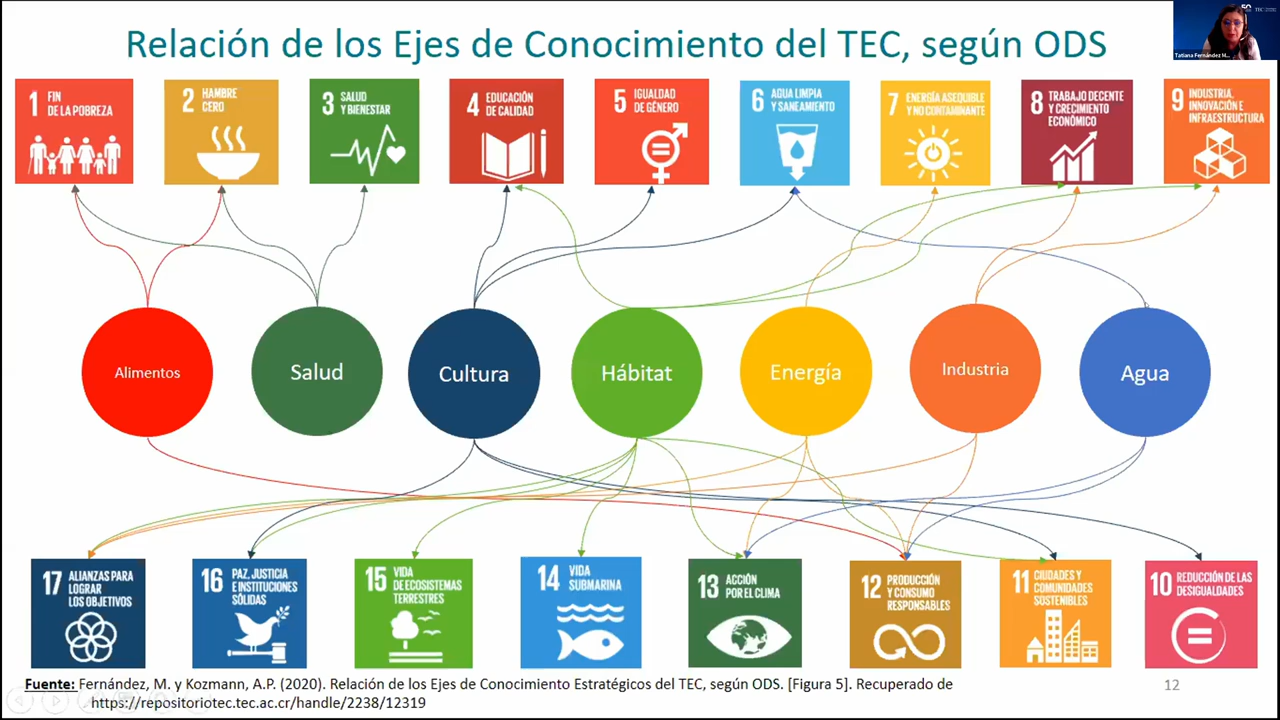 Relación de los Ejes de Conocimiento del TEC, según ODS
Tatiana Fernández M...
1 FIN
DE LA POBREZA
2 HAMBRE
CERO
3 SALUD
Y BIENESTAR
4 EDUCACIÓN
DE CALIDAD
5 IGUALDAD
DE GÉNERO
6 AGUA LIMPIA
Y SANEAMIENTO
7 ENERGÍA ASEQUIBLE
Y NO CONTAMINANTE
8 TRABAJO DECENTE
Y CRECIMIENTO
ECONÓMICO
9 INDUSTRIA,
INNOVACIÓN E
INFRAESTRUCTURA
Alimentos
Salud
Cultura
Hábitat
Energía
Industria
Agua
17 ALIANZAS PARA
LOGRAR
LOS OBJETIVOS
16 PAZ, JUSTICIA
E INSTITUCIONES
SÓLIDAS
15 VIDA
DE ECOSISTEMAS
TERRESTRES
14 VIDA
SUBMARINA
13 ACCIÓN
POR EL CLIMA
12 PRODUCCIÓN
Y CONSUMO
RESPONSABLES
11 CIUDADES Y
COMUNIDADES
SOSTENIBLES
10 REDUCCIÓN DE LAS
DESIGUALDADES
Fuente: Fernández, M. y Kozmann, A.P. (2020). Relación de los Ejes de Conocimiento Estratégicos del TEC, según ODS. [Figura 5]. Recuperado de
https://repositoriotec.tec.ac.cr/handle/2238/12319
12